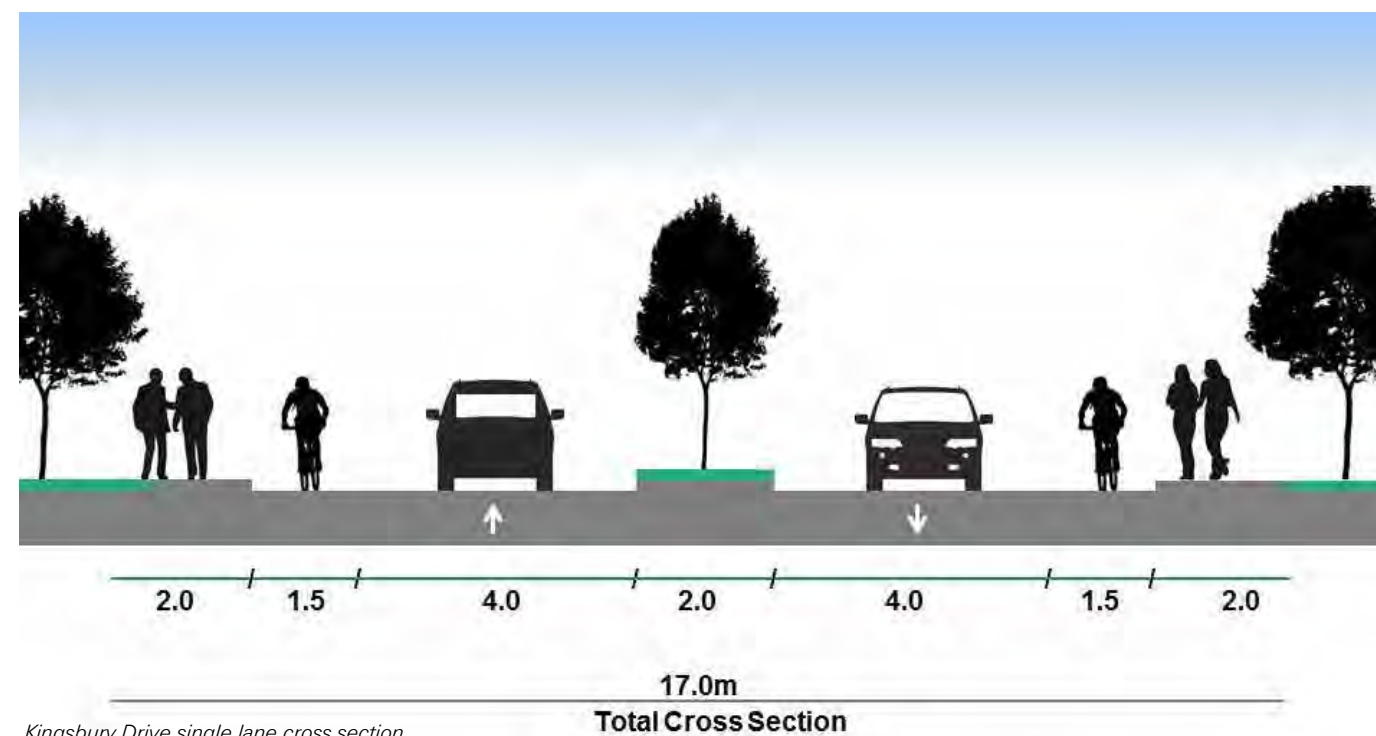 2.0 1.5 4.0 2.0 4.0 1.5 2.0
17.0m
Total Cross Section
Kingsbury Drive single lane cross section